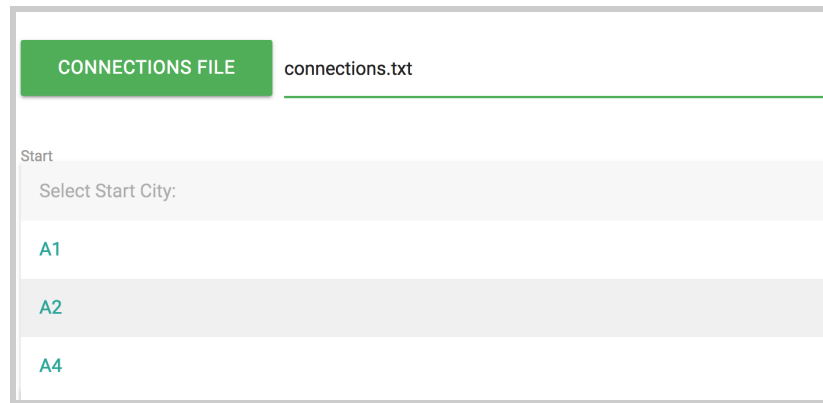 CONNECTIONS FILE connections.txt
Start
Select Start City:
A1
A2
A4